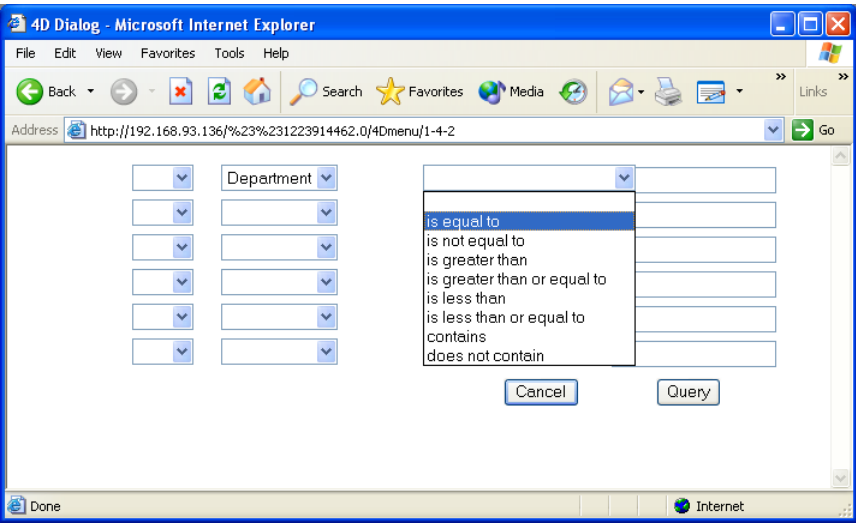 4D Dialog - Microsoft Internet Explorer
File Edit View Favorites Tools Help
Back Search Favorites Media » Links »
Address http://192.168.93.136/%23%231223914462.0/4Dmenu/1-4-2 Go
Department
is equal to
is not equal to
is greater than
is greater than or equal to
is less than
is less than or equal to
contains
does not contain
Cancel Query
Done Internet